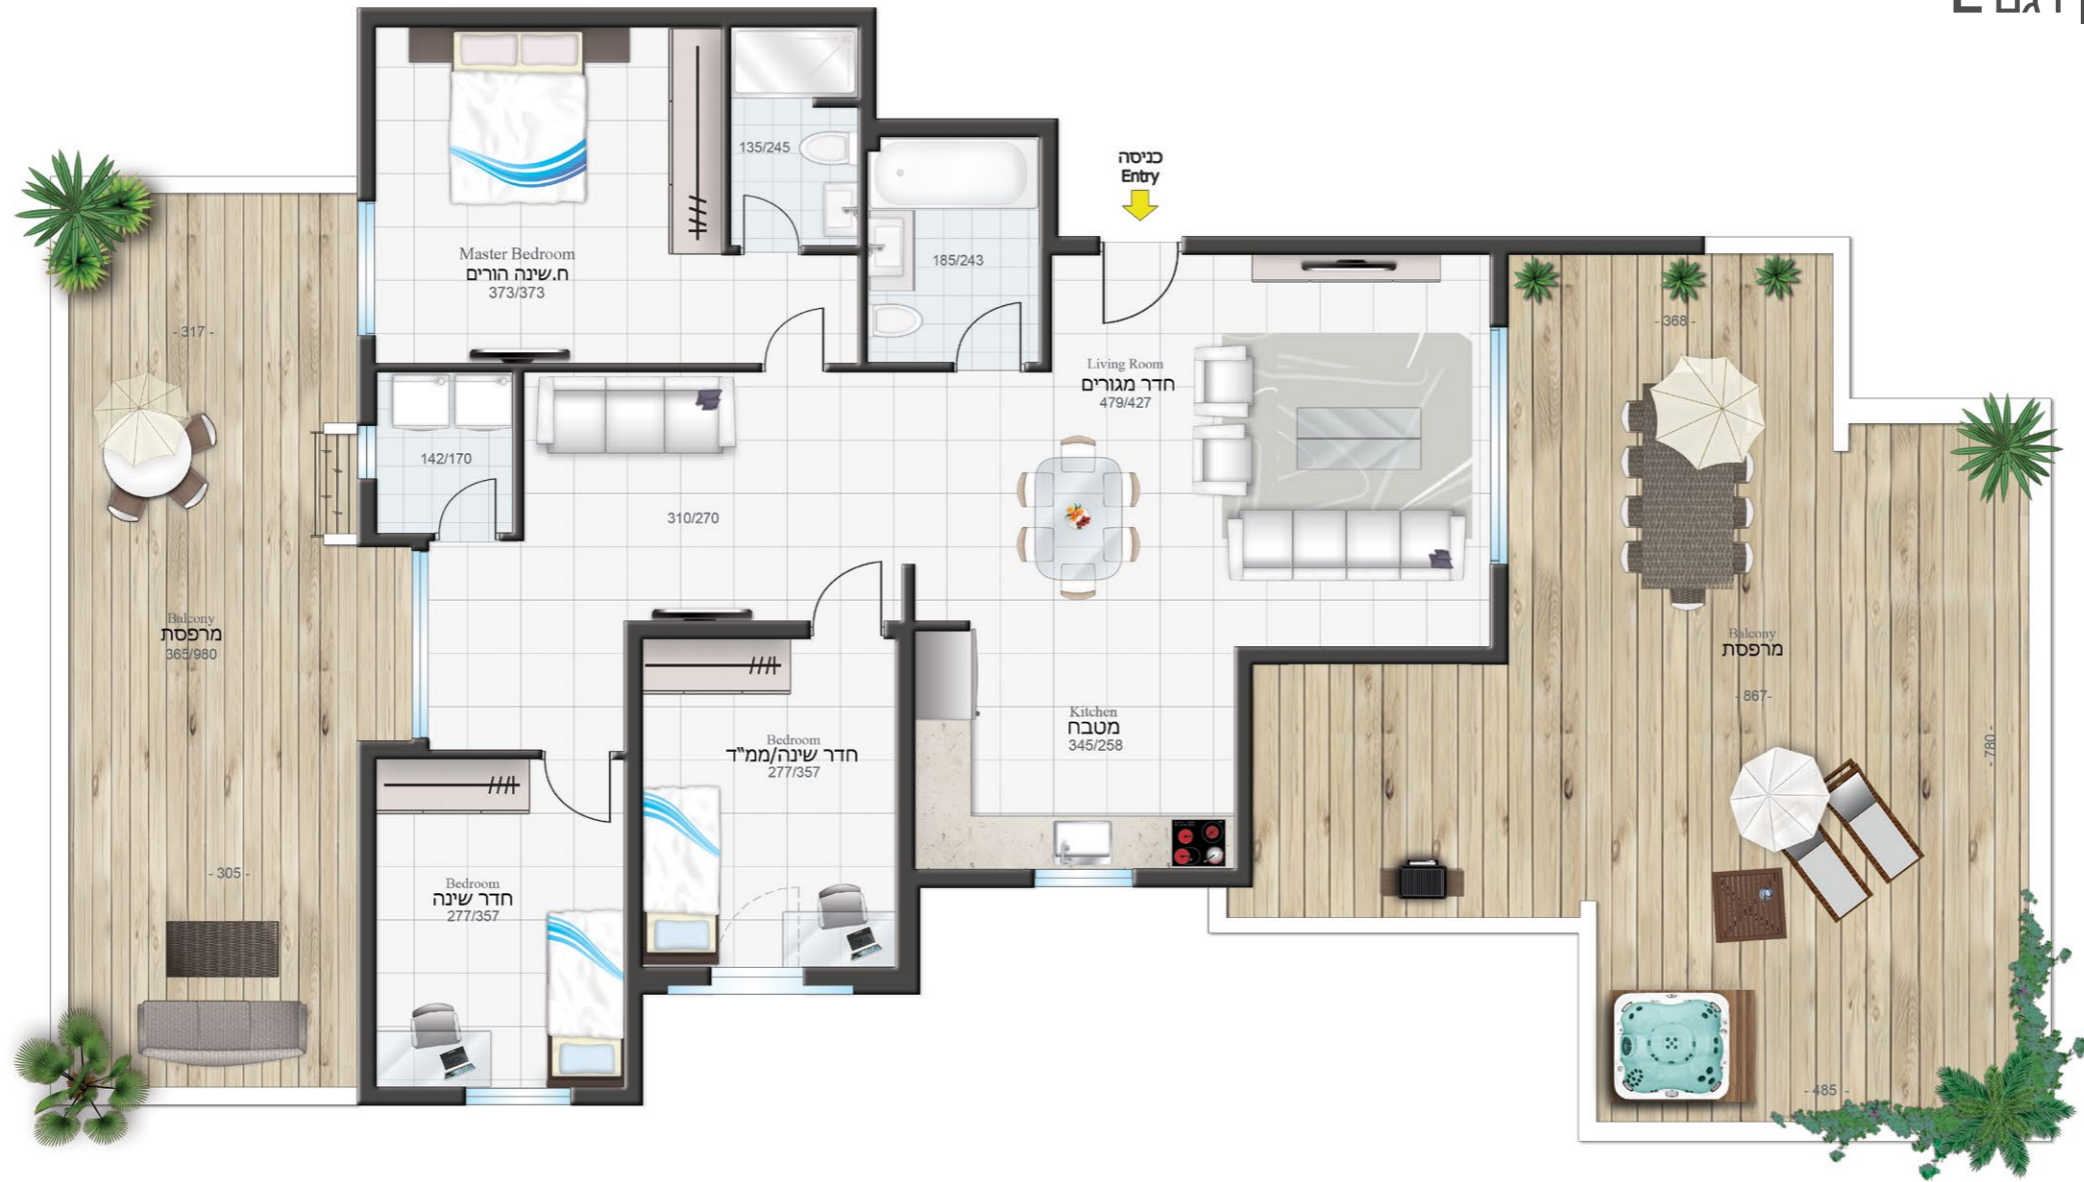 דגם E
כניסה
Entry
135/245
185/243
Master Bedroom
ח.שינה הורים
373/373
- 317 -
- 368 -
Living Room
חדר מגורים
479/427
142/170
310/270
Balcony
מרפסת
365/980
Balcony
מרפסת
- 867-
- 780 -
Kitchen
מטבח
345/258
Bedroom
חדר שינה/ממ"ד
277/357
- 305 -
Bedroom
חדר שינה
277/357
- 485 -